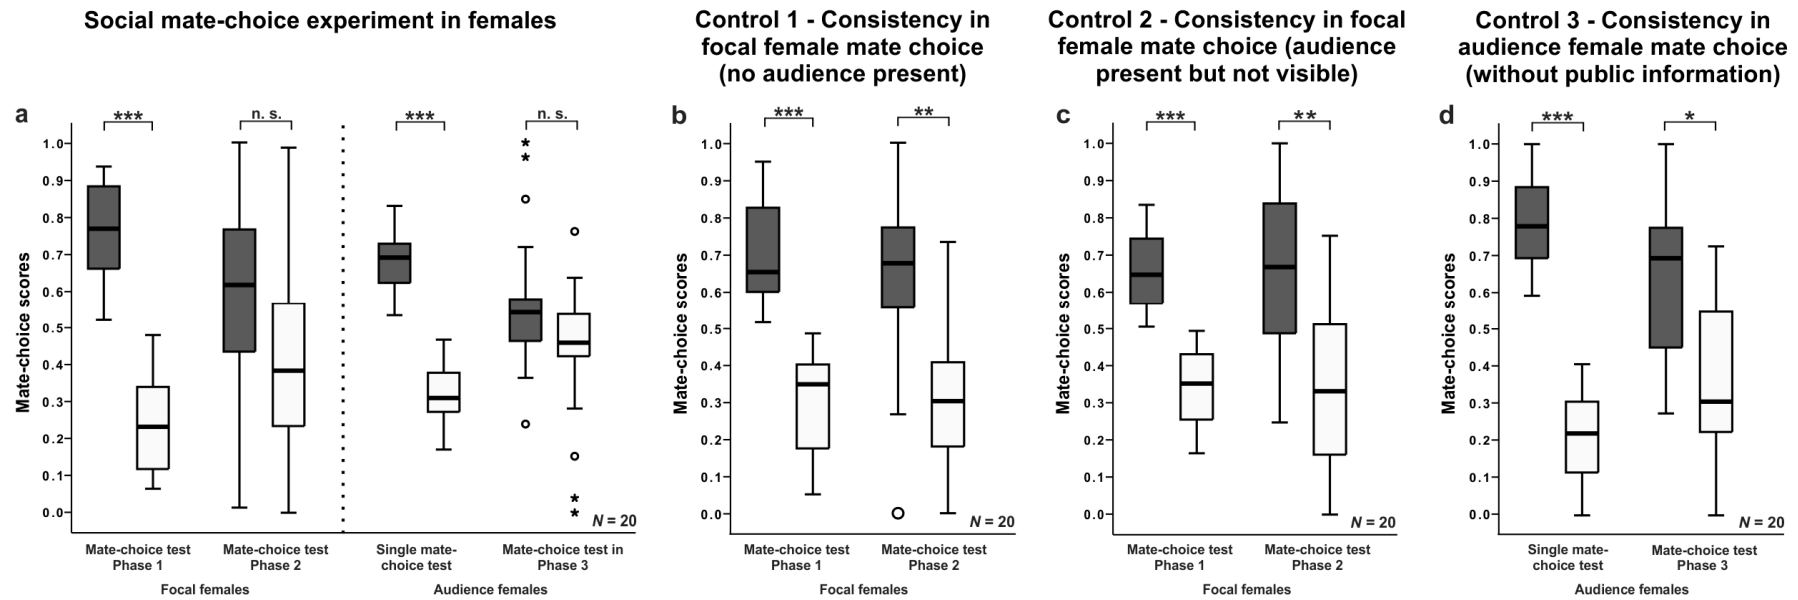 Social mate-choice experiment in females
Control 1 - Consistency in
focal female mate choice
(no audience present)
Control 2 - Consistency in focal
female mate choice (audience
present but not visible)
Control 3 - Consistency in
audience female mate choice
(without public information)
a
***
n. s.
***
n. s.
Mate-choice scores
1.0
0.9
0.8
0.7
0.6
0.5
0.4
0.3
0.2
0.1
0.0
*
*
*
*
N = 20
Mate-choice test
Phase 1
Mate-choice test
Phase 2
Single mate-
choice test
Mate-choice test in
Phase 3
Focal females
Audience females
b
***
**
Mate-choice scores
1.0
0.9
0.8
0.7
0.6
0.5
0.4
0.3
0.2
0.1
0.0
N = 20
Mate-choice test
Phase 1
Mate-choice test
Phase 2
Focal females
c
***
**
Mate-choice scores
1.0
0.9
0.8
0.7
0.6
0.5
0.4
0.3
0.2
0.1
0.0
N = 20
Mate-choice test
Phase 1
Mate-choice test
Phase 2
Focal females
d
***
*
Mate-choice scores
1.0
0.9
0.8
0.7
0.6
0.5
0.4
0.3
0.2
0.1
0.0
N = 20
Single mate-
choice test
Mate-choice test
Phase 3
Audience females